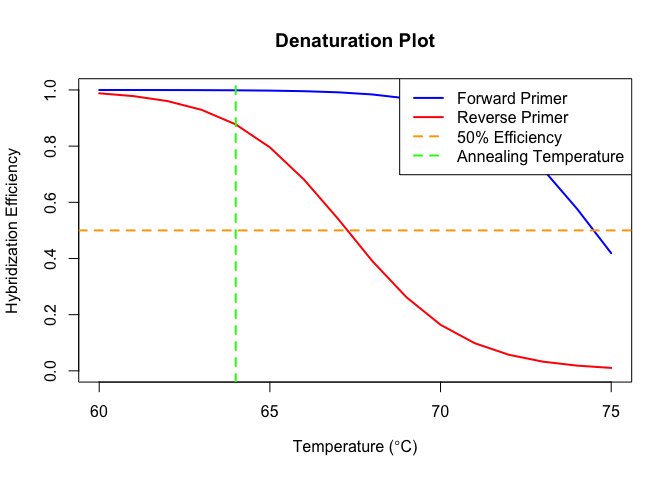 Denaturation Plot
Forward Primer
Reverse Primer
50% Efficiency
Annealing Temperature
Hybridization Efficiency
1.0
0.8
0.6
0.4
0.2
0.0
60
65
70
75
Temperature (°C)